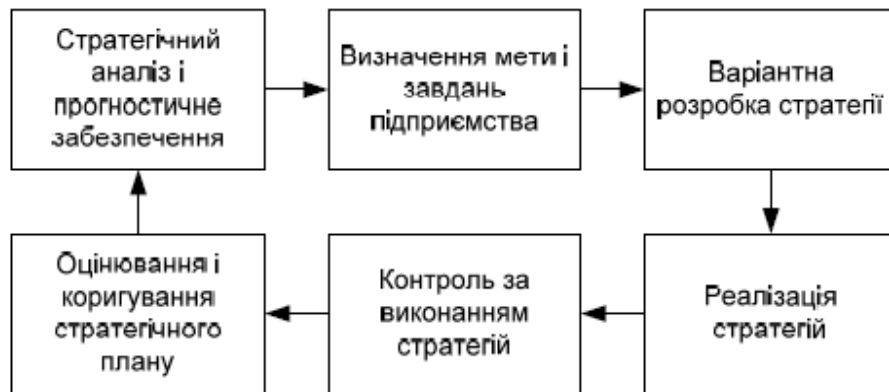 Стратегічний
аналіз і
прогностичне
забезпечення
Визначення мети і
завдань
підприємства
Варіантна
розробка стратегії
Оцінювання і
коригування
стратегічного
плану
Контроль за
виконанням
стратегій
Реалізація
стратегій